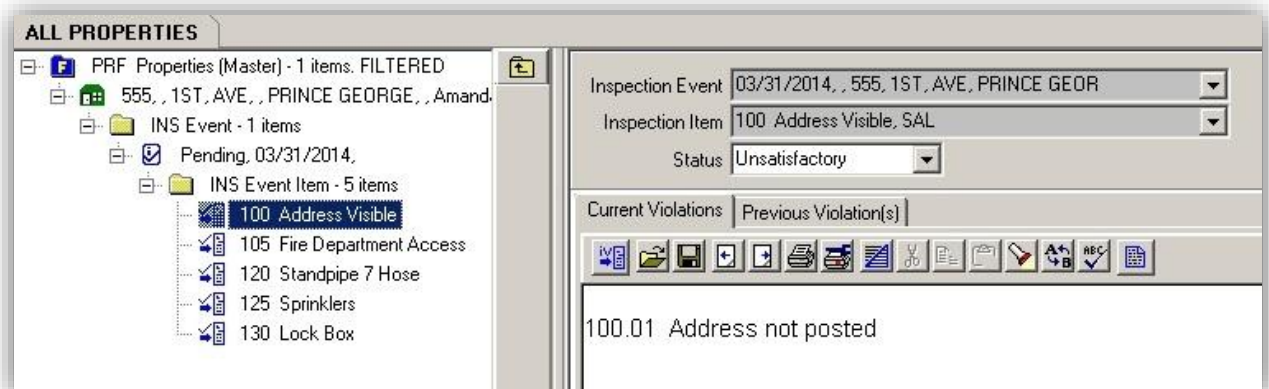 ALL PROPERTIES
PRF Properties (Master) - 1 items. FILTERED
555, , 1ST, AVE, , PRINCE GEORGE, , Amand
INS Event - 1 items
Pending, 03/31/2014,
INS Event Item - 5 items
100 Address Visible
105 Fire Department Access
120 Standpipe 7 Hose
125 Sprinklers
130 Lock Box
Inspection Event 03/31/2014, , 555, 1ST, AVE, PRINCE GEOR
Inspection Item 100 Address Visible, SAL
Status Unsatisfactory
Current Violations Previous Violation(s)
100.01 Address not posted